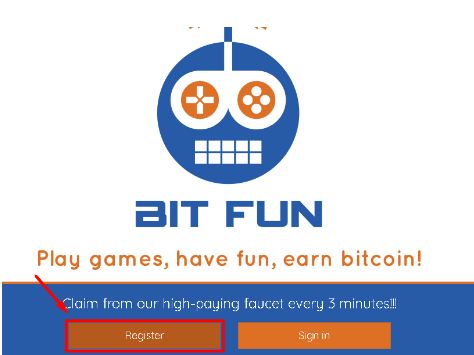 BIT FUN
Play games, have fun, earn bitcoin!
Claim from our high-paying faucet every 3 minutes!!!
Register
Sign in